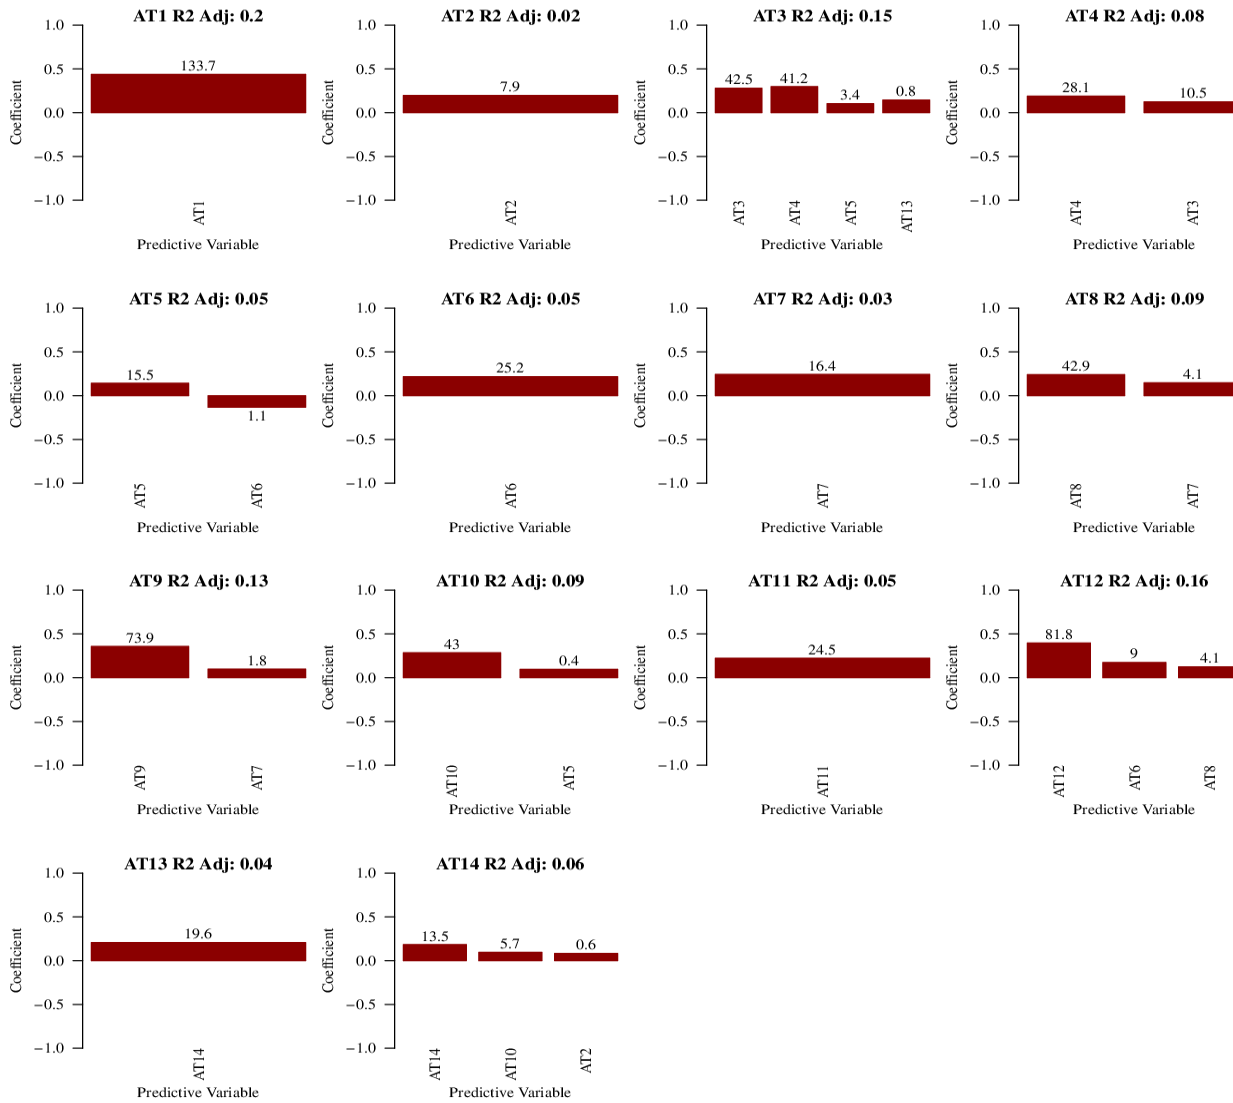 AT1 R2 Adj: 0.2
1.0
0.5
0.0
−0.5
−1.0
Coefficient
133.7
AT1
Predictive Variable
AT2 R2 Adj: 0.02
1.0
0.5
0.0
−0.5
−1.0
Coefficient
7.9
AT2
Predictive Variable
AT3 R2 Adj: 0.15
1.0
0.5
0.0
−0.5
−1.0
Coefficient
42.5 41.2 3.4 0.8
AT3 AT4 AT5 AT13
Predictive Variable
AT4 R2 Adj: 0.08
1.0
0.5
0.0
−0.5
−1.0
Coefficient
28.1 10.5
AT4 AT3
Predictive Variable
AT5 R2 Adj: 0.05
1.0
0.5
0.0
−0.5
−1.0
Coefficient
15.5 1.1
AT5 AT6
Predictive Variable
AT6 R2 Adj: 0.05
1.0
0.5
0.0
−0.5
−1.0
Coefficient
25.2
AT6
Predictive Variable
AT7 R2 Adj: 0.03
1.0
0.5
0.0
−0.5
−1.0
Coefficient
16.4
AT7
Predictive Variable
AT8 R2 Adj: 0.09
1.0
0.5
0.0
−0.5
−1.0
Coefficient
42.9 4.1
AT8 AT7
Predictive Variable
AT9 R2 Adj: 0.13
1.0
0.5
0.0
−0.5
−1.0
Coefficient
73.9 1.8
AT9 AT7
Predictive Variable
AT10 R2 Adj: 0.09
1.0
0.5
0.0
−0.5
−1.0
Coefficient
43 0.4
AT10 AT5
Predictive Variable
AT11 R2 Adj: 0.05
1.0
0.5
0.0
−0.5
−1.0
Coefficient
24.5
AT11
Predictive Variable
AT12 R2 Adj: 0.16
1.0
0.5
0.0
−0.5
−1.0
Coefficient
81.8 9 4.1
AT12 AT6 AT8
Predictive Variable
AT13 R2 Adj: 0.04
1.0
0.5
0.0
−0.5
−1.0
Coefficient
19.6
AT14
Predictive Variable
AT14 R2 Adj: 0.06
1.0
0.5
0.0
−0.5
−1.0
Coefficient
13.5 5.7 0.6
AT14 AT10 AT2
Predictive Variable